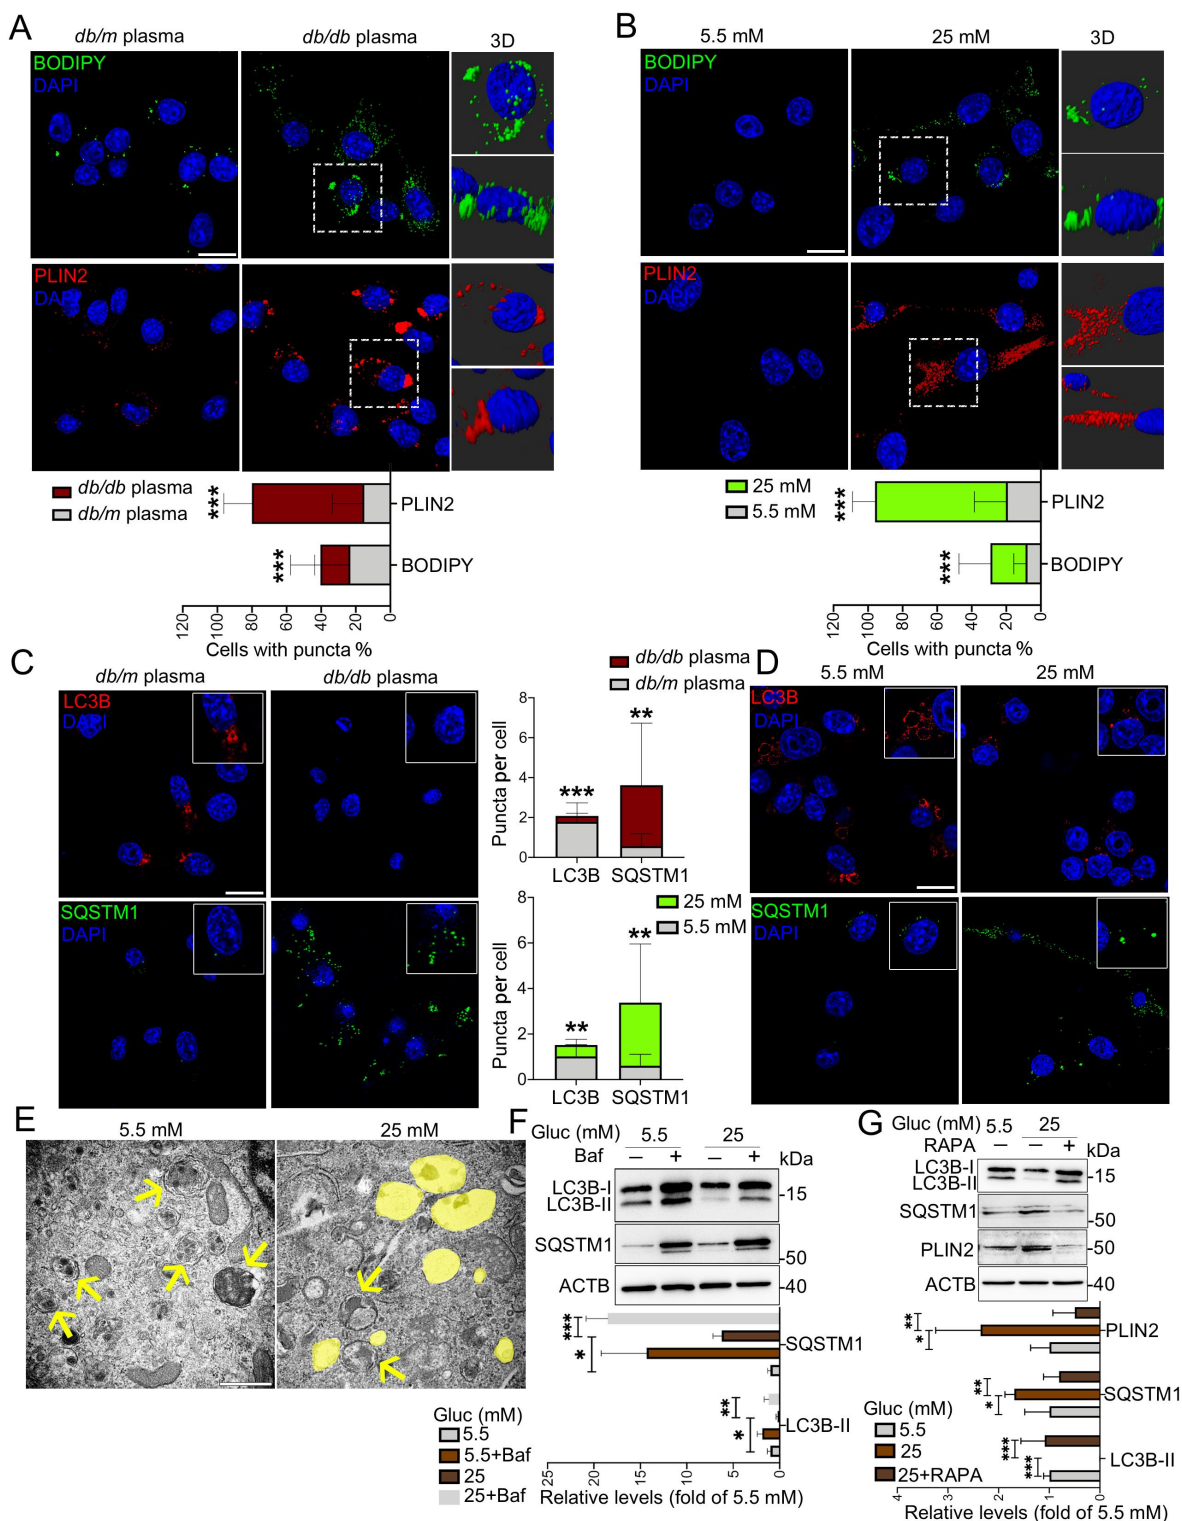 A
db/m plasma
db/db plasma
3D
BODIPY
DAPI
PLIN2
DAPI
db/db plasma
db/m plasma
***
PLIN2
***
BODIPY
120 100 80 60 40 20 0
Cells with puncta %
B
5.5 mM
25 mM
3D
BODIPY
DAPI
PLIN2
DAPI
25 mM
5.5 mM
***
PLIN2
***
BODIPY
120 100 80 60 40 20 0
Cells with puncta %
C
db/m plasma
db/db plasma
LC3B
DAPI
SQSTM1
DAPI
db/db plasma
db/m plasma
Puncta per cell
8
6
4
2
0
***
**
LC3B SQSTM1
25 mM
5.5 mM
Puncta per cell
8
6
4
2
0
**
**
LC3B SQSTM1
D
5.5 mM
25 mM
LC3B
DAPI
SQSTM1
DAPI
E
5.5 mM
25 mM
F
Gluc (mM) 5.5 25
Baf − + − + kDa
LC3B-I
LC3B-II
-15
SQSTM1
-50
ACTB
-40
***
*
SQSTM1
**
*
LC3B-II
25 20 15 10 5 0
Relative levels (fold of 5.5 mM)
Gluc (mM)
5.5
5.5+Baf
25
25+Baf
G
Gluc (mM) 5.5 25
RAPA − − + kDa
LC3B-I
LC3B-II
-15
SQSTM1
-50
PLIN2
-50
ACTB
-40
**
*
PLIN2
**
*
SQSTM1
***
***
LC3B-II
4 3 2 1 0
Relative levels (fold of 5.5 mM)
Gluc (mM)
5.5
25
25+RAPA